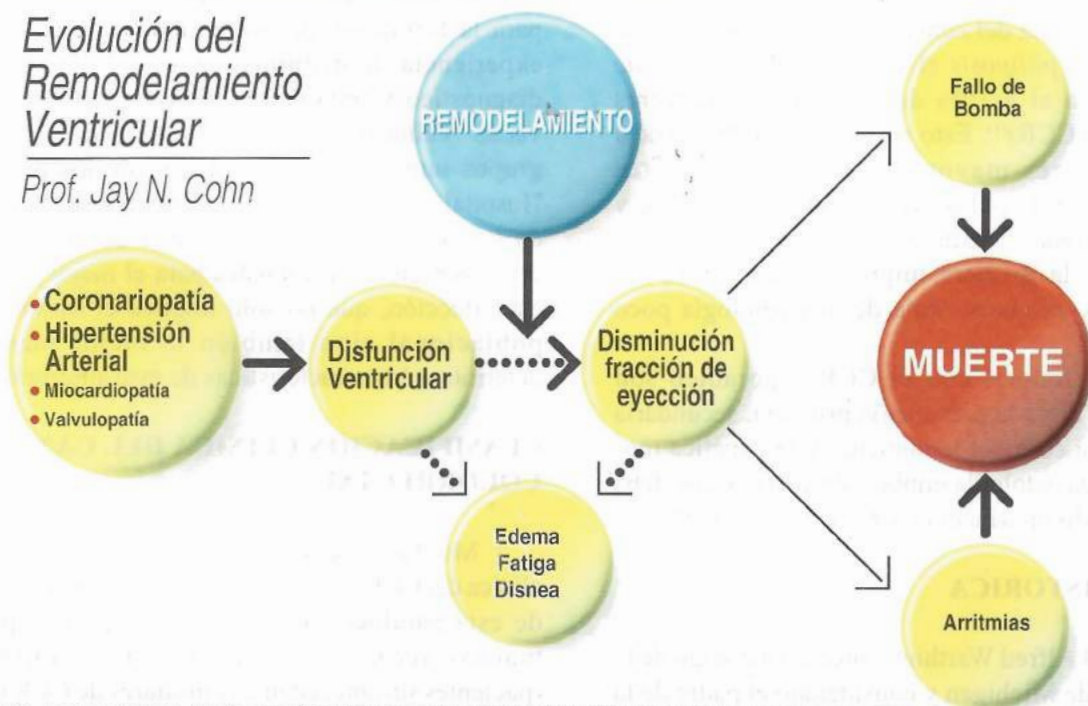 Evolución del
Remodelamiento
Ventricular
Prof. Jay N. Cohn
REMODELAMIENTO
Fallo de
Bomba
• Coronariopatía
• Hipertensión
Arterial
• Miocardiopatía
• Valvulopatía
Disfunción
Ventricular
Disminución
fracción de
eyección
MUERTE
Edema
Fatiga
Disnea
Arritmias